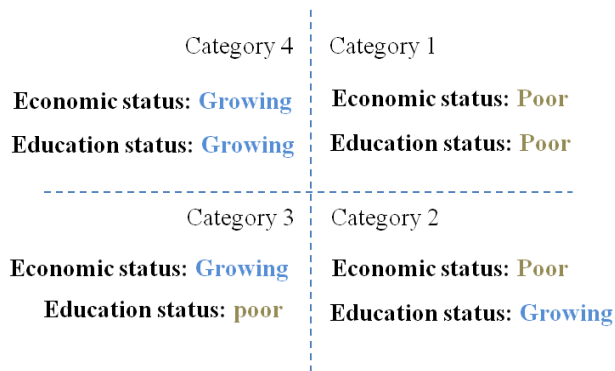 Category 4
Economic status: Growing
Education status: Growing
Category 1
Economic status: Poor
Education status: Poor
Category 3
Economic status: Growing
Education status: poor
Category 2
Economic status: Poor
Education status: Growing